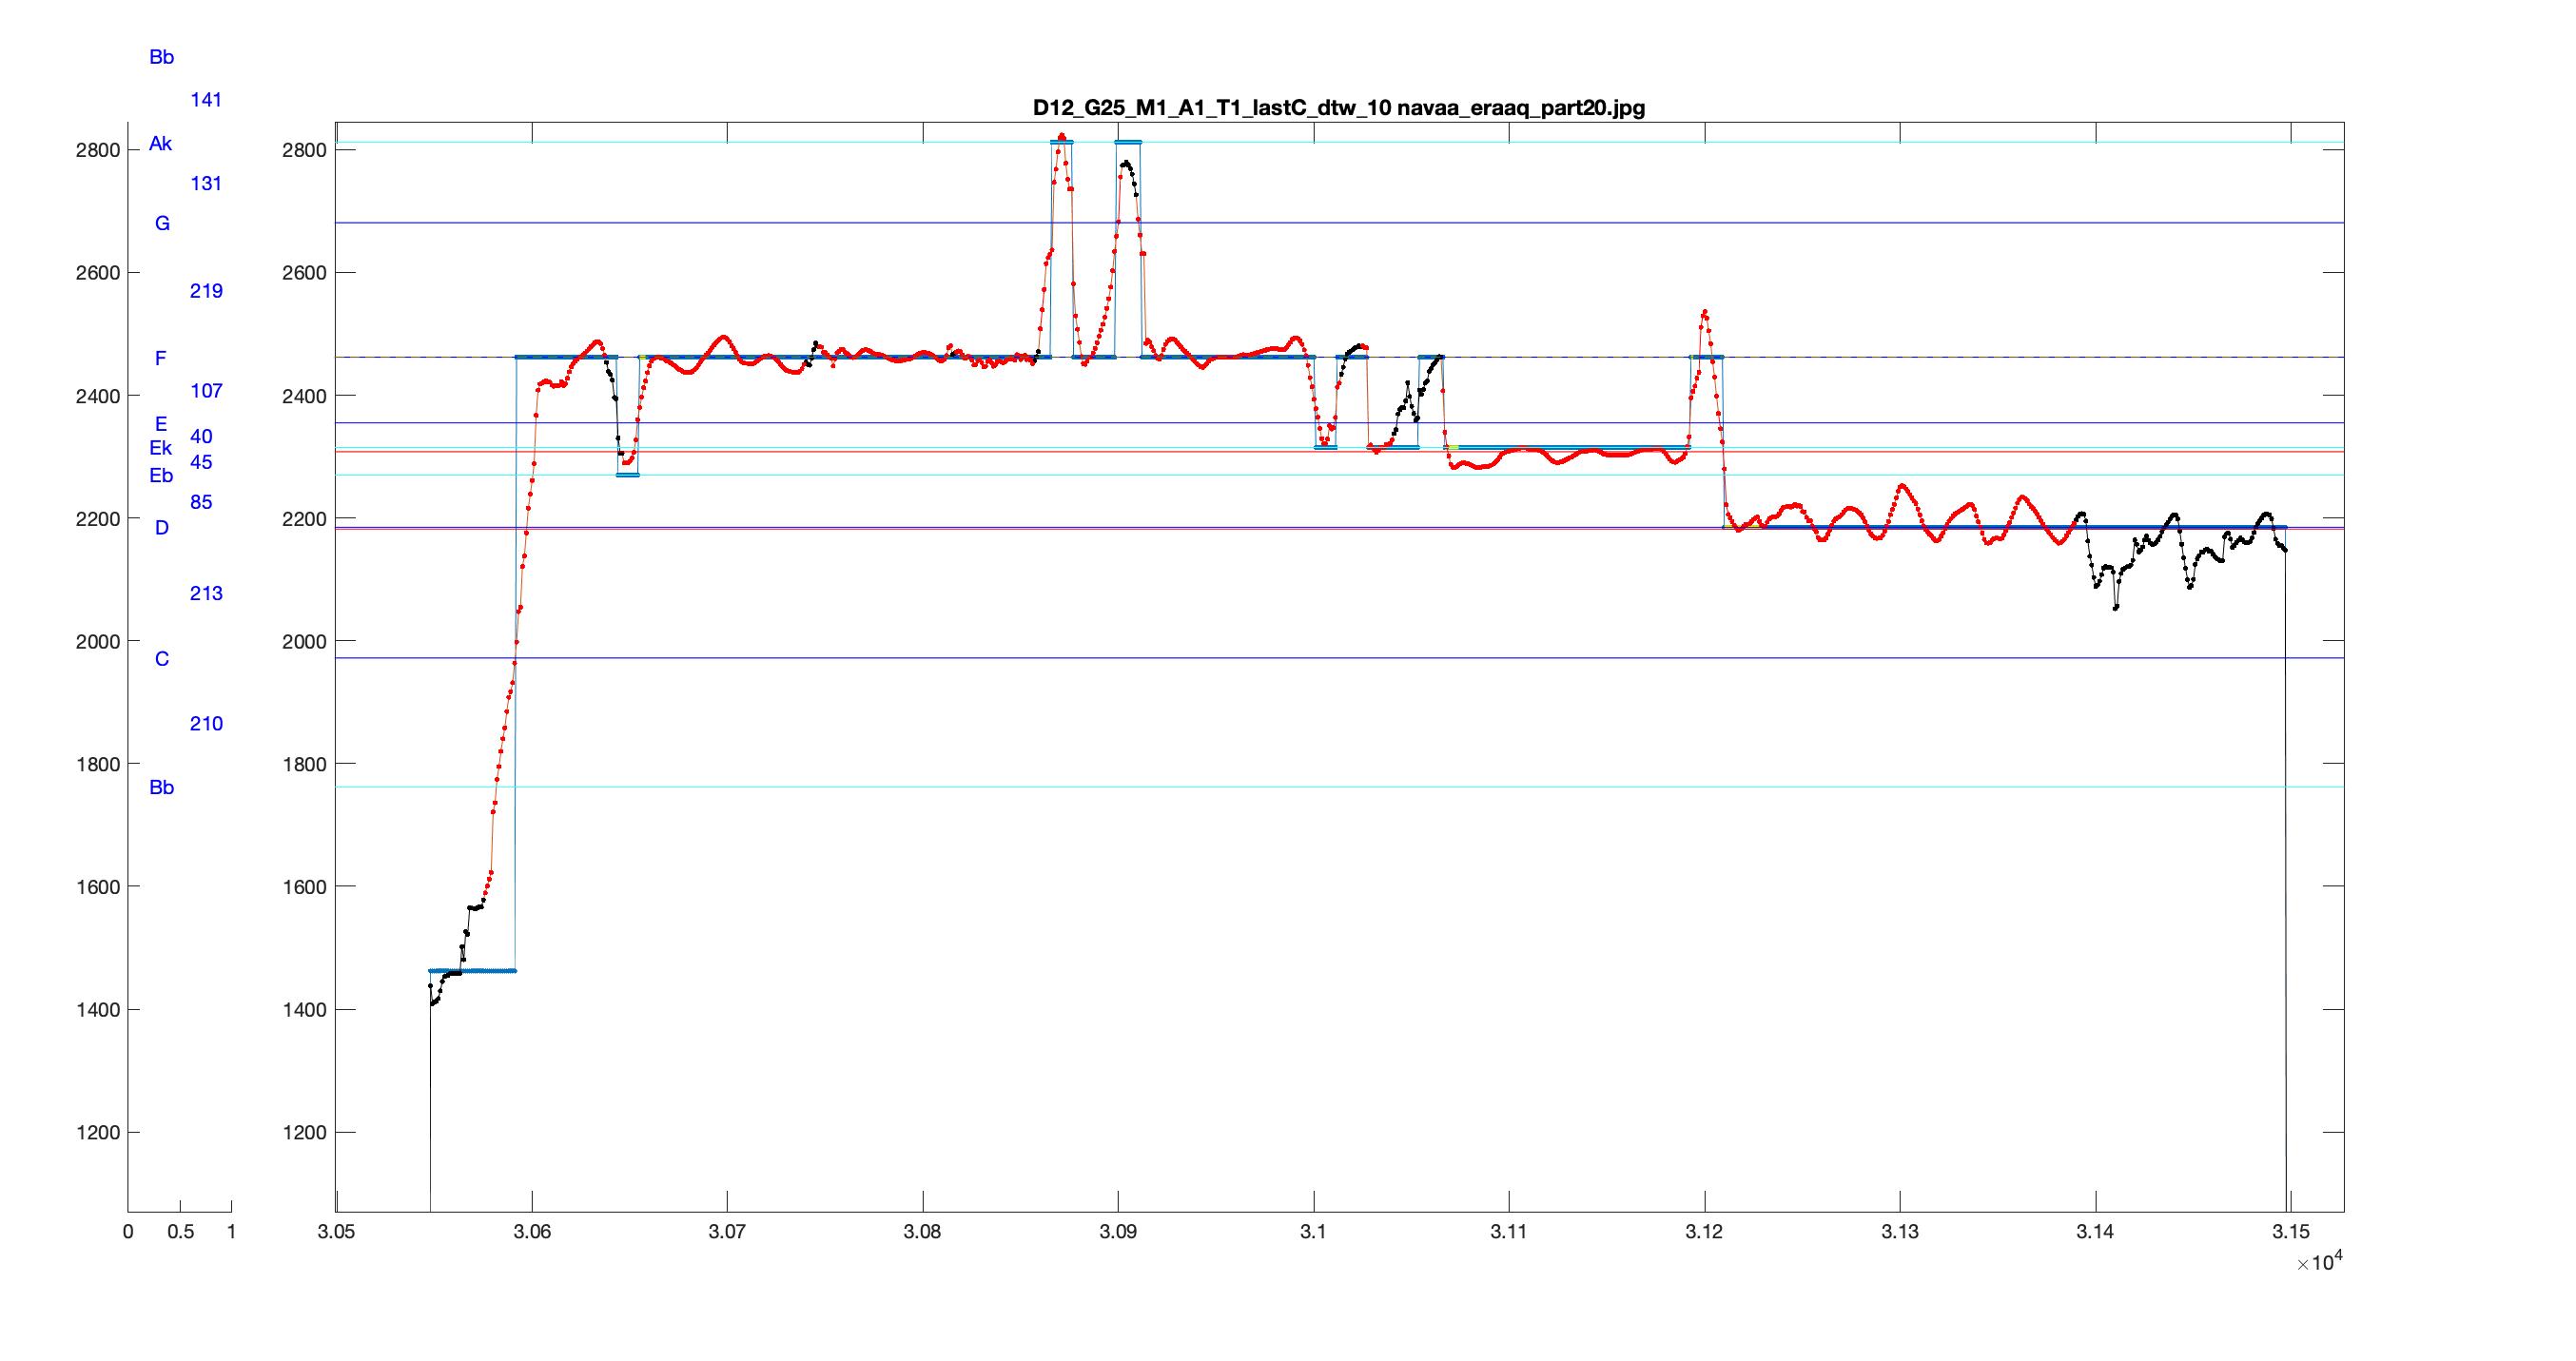 D12_G25_M1_A1_T1_lastC_dtw_10 navaa_eraaq_part20.jpg
Bb
141
2800 Ak 2800
131
G
2600 2600
219
F
107
2400 2400
E
40
Ek
45
Eb
85
2200 2200
D
213
2000 2000
C
210
1800 1800
Bb
1600 1600
1400 1400
1200 1200
0 0.5 1 3.05 3.06 3.07 3.08 3.09 3.1 3.11 3.12 3.13 3.14 3.15
×10^4